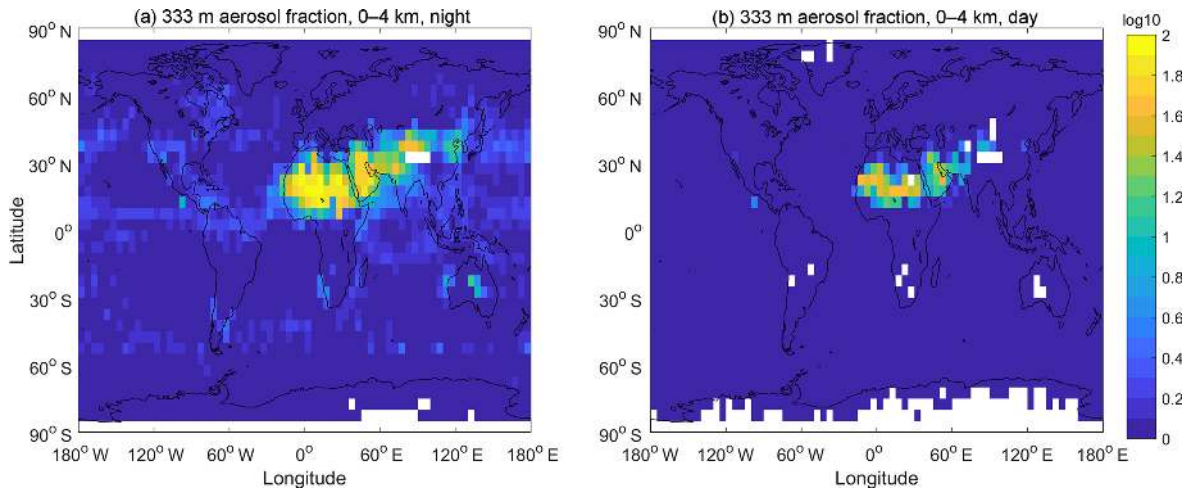 (a) 333 m aerosol fraction, 0–4 km, night
(b) 333 m aerosol fraction, 0–4 km, day
log10
90° N
60° N
30° N
0°
30° S
60° S
90° S
Latitude
180° W
120° W
60° W
0°
60° E
120° E
180° E
Longitude
90° N
60° N
30° N
0°
30° S
60° S
90° S
180° W
120° W
60° W
0°
60° E
120° E
180° E
Longitude
2
1.8
1.6
1.4
1.2
1
0.8
0.6
0.4
0.2
0